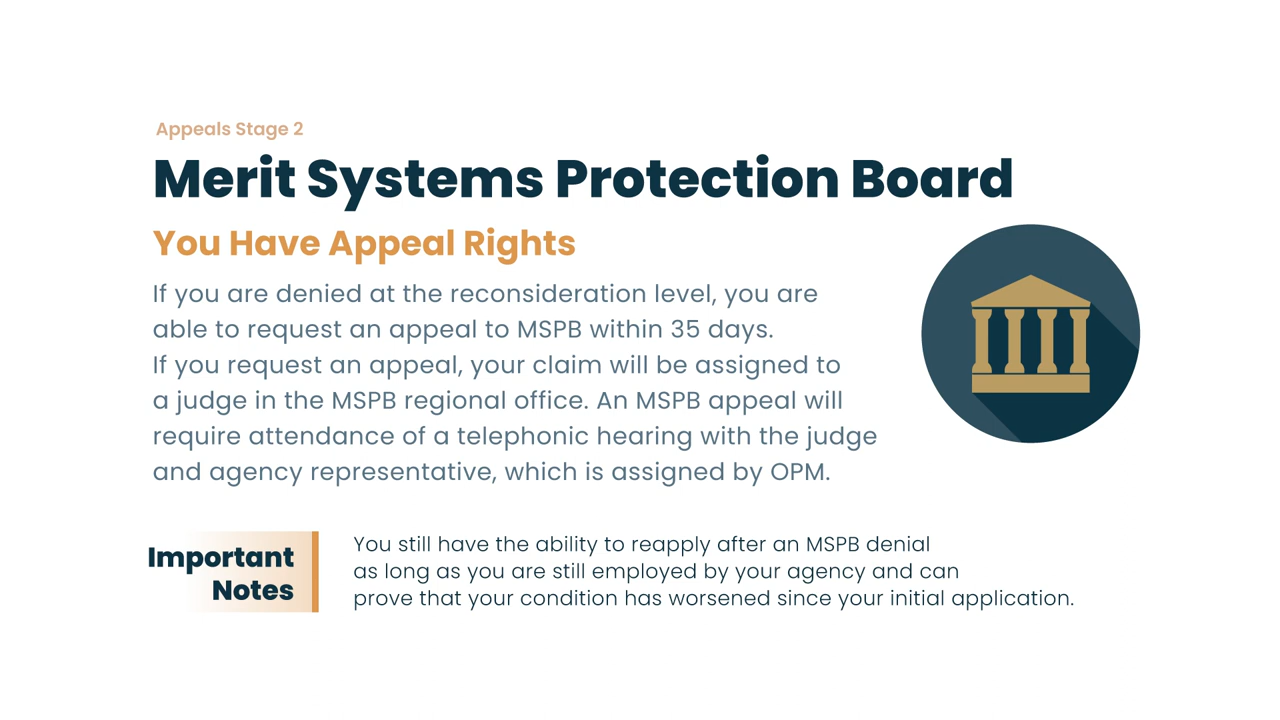 Appeals Stage 2
Merit Systems Protection Board
You Have Appeal Rights
If you are denied at the reconsideration level, you are
able to request an appeal to MSPB within 35 days.
If you request an appeal, your claim will be assigned to
a judge in the MSPB regional office. An MSPB appeal will
require attendance of a telephonic hearing with the judge
and agency representative, which is assigned by OPM.
Important
Notes
You still have the ability to reapply after an MSPB denial
as long as you are still employed by your agency and can
prove that your condition has worsened since your initial application.